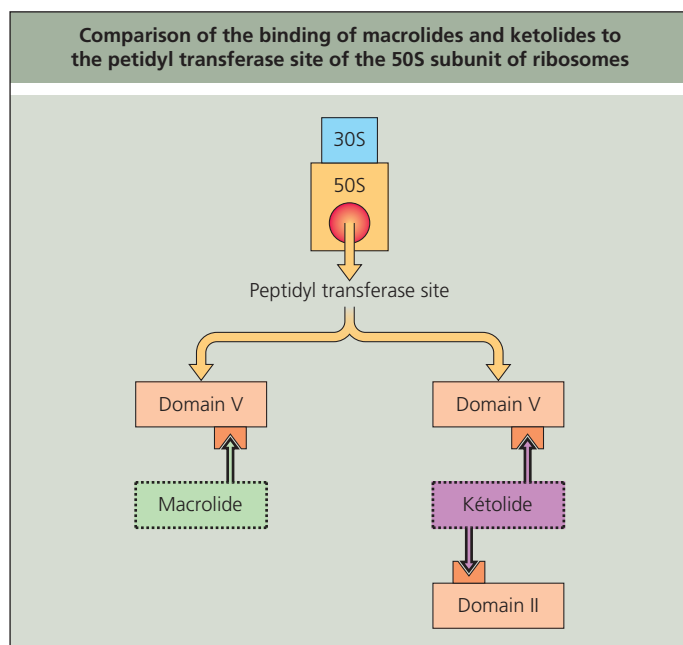 Comparison of the binding of macrolides and ketolides to
the petidyl transferase site of the 50S subunit of ribosomes
30S
50S
Peptidyl transferase site
Domain V
Domain V
Macrolide
Kétolide
Domain II